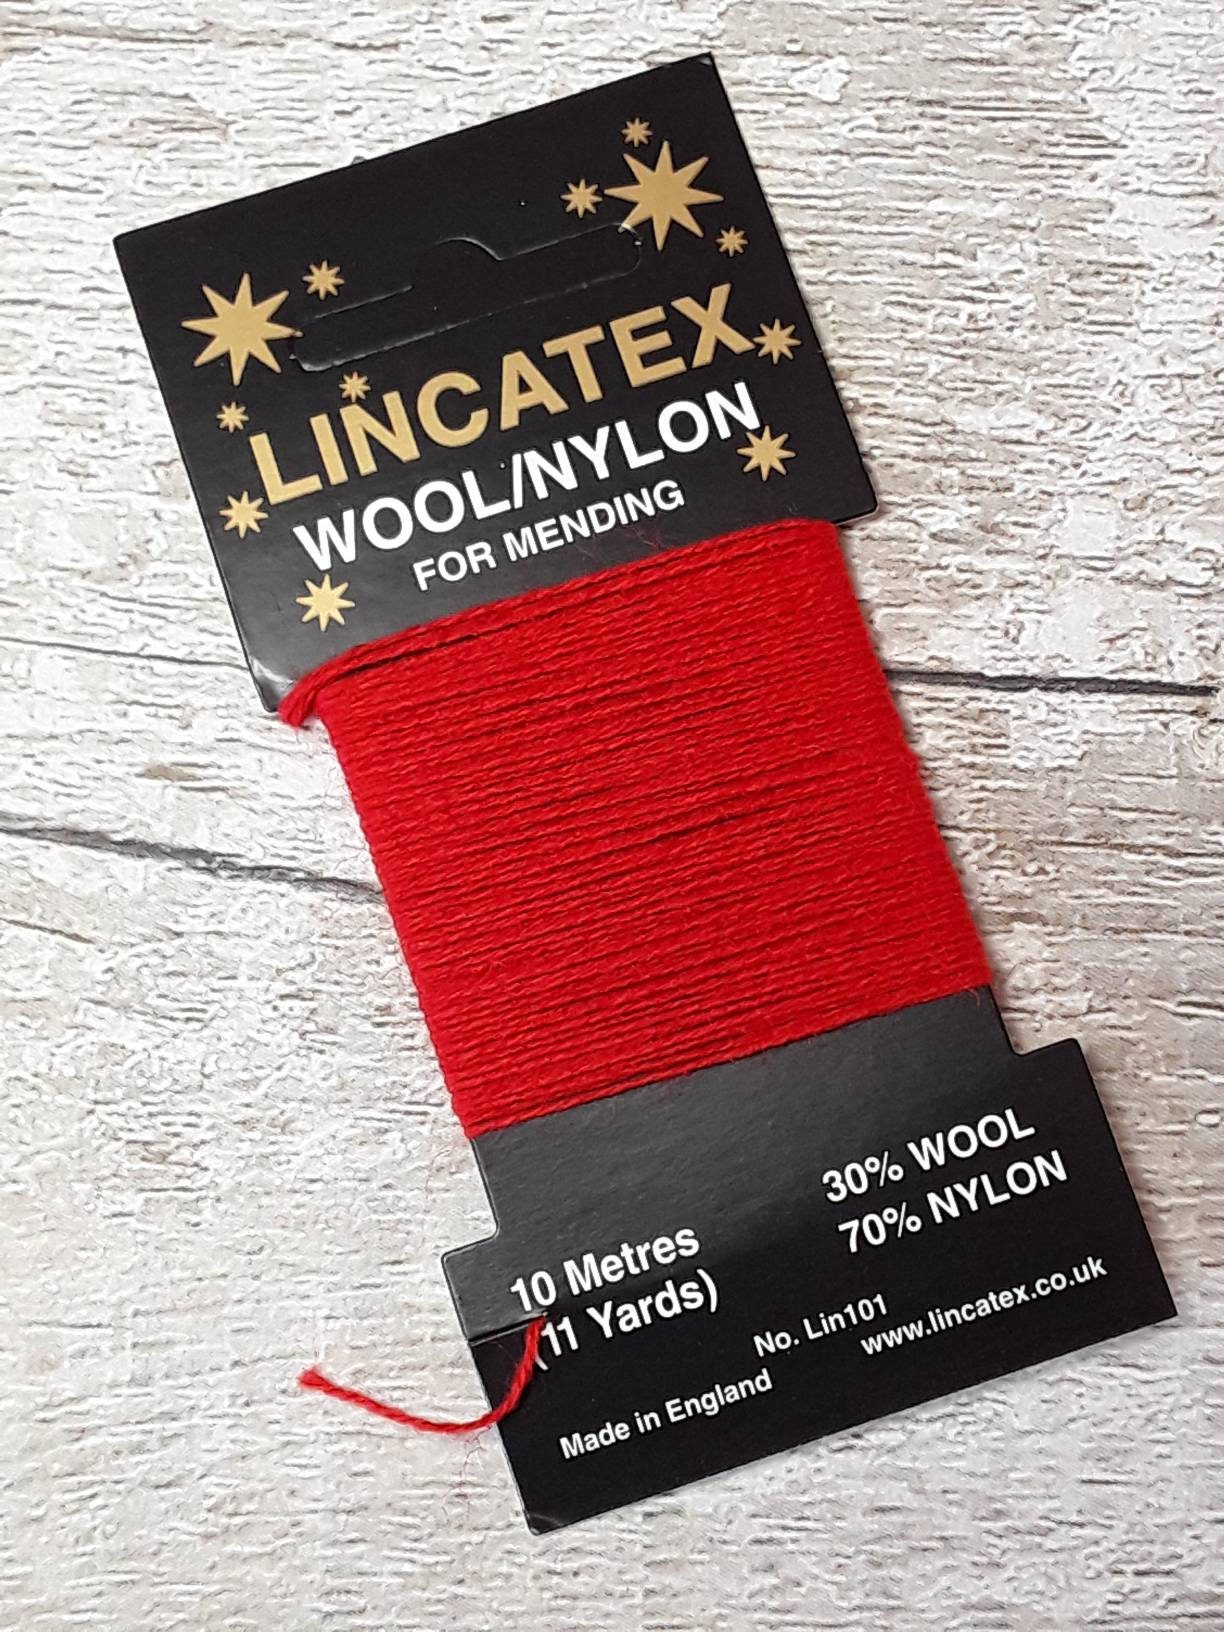 LINCATEX
WOOL/NYLON
FOR MENDING
30% WOOL
70% NYLON
10 Metres
(11 Yards)
No. Lin101
www.lincatex.co.uk
Made in England